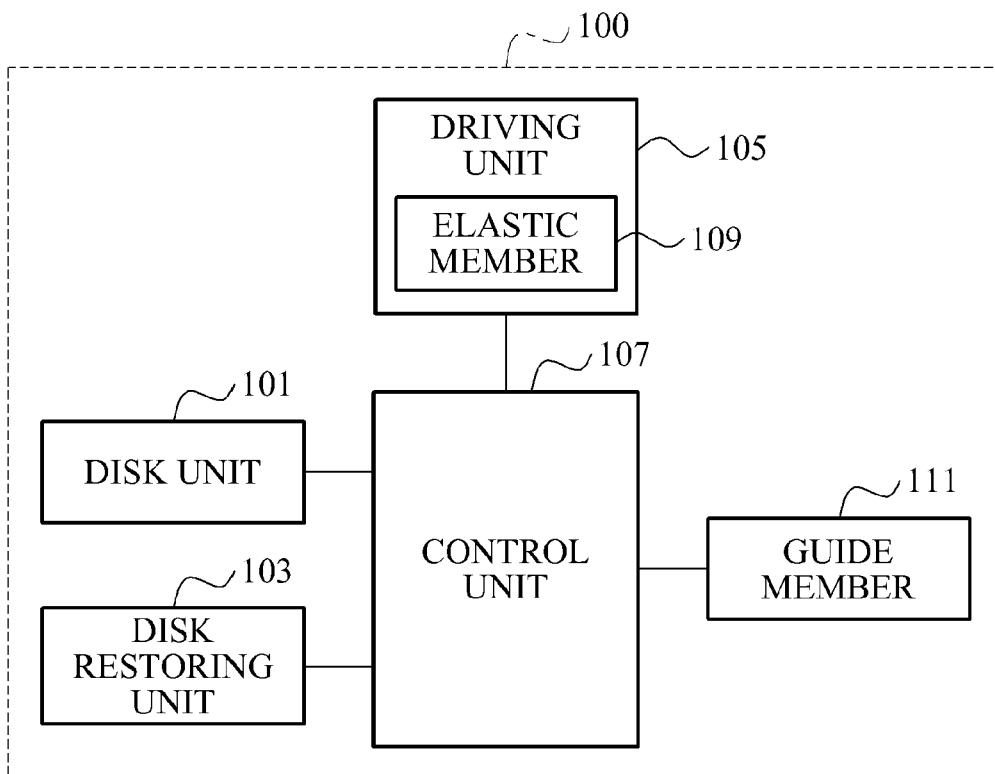 100
DRIVING
UNIT
105
ELASTIC
MEMBER
109
107
101
DISK UNIT
CONTROL
UNIT
111
GUIDE
MEMBER
103
DISK
RESTORING
UNIT